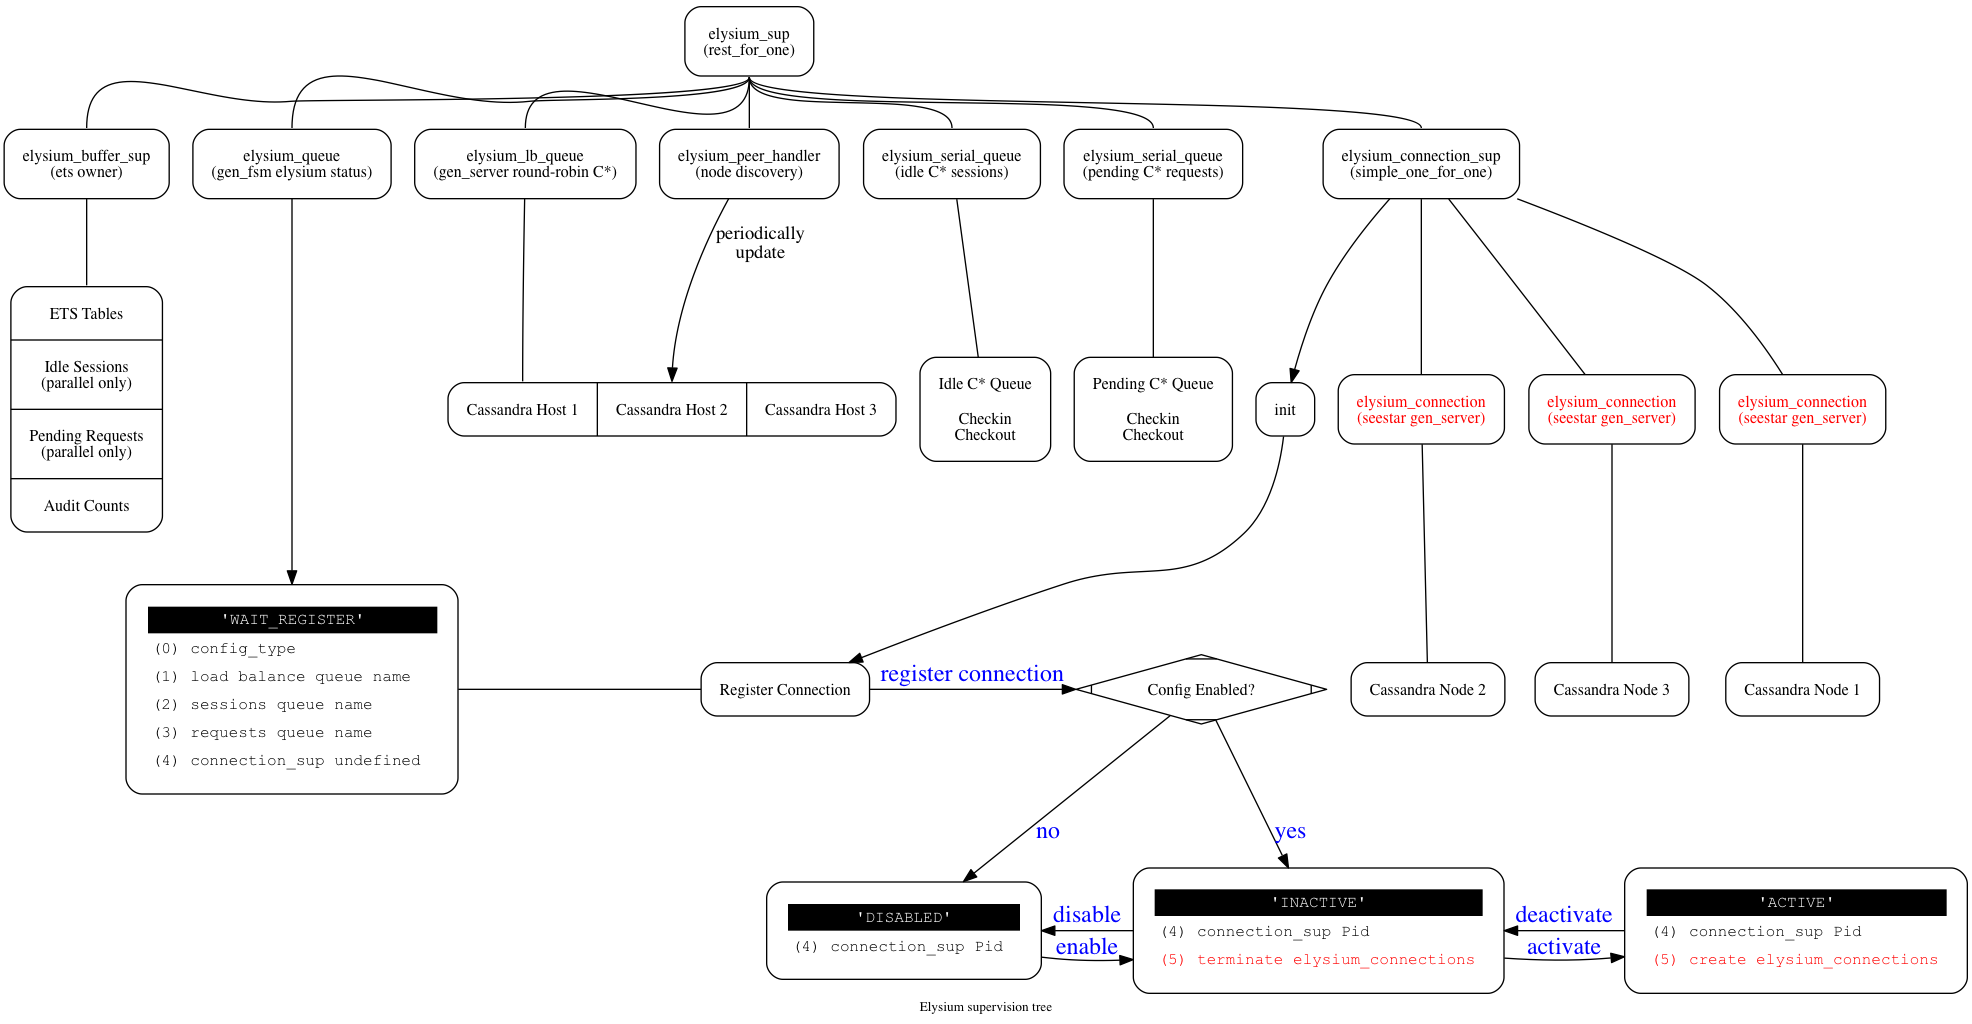 elysium_sup
(rest_for_one)
elysium_buffer_sup
(ets owner)
elysium_queue
(gen_fsm elysium status)
elysium_lb_queue
(gen_server round-robin C*)
elysium_peer_handler
(node discovery)
elysium_serial_queue
(idle C* sessions)
elysium_serial_queue
(pending C* requests)
elysium_connection_sup
(simple_one_for_one)
periodically
update
ETS Tables
Idle Sessions
(parallel only)
Pending Requests
(parallel only)
Audit Counts
Cassandra Host 1
Cassandra Host 2
Cassandra Host 3
Idle C* Queue
Checkin
Checkout
Pending C* Queue
Checkin
Checkout
init
elysium_connection
(seestar gen_server)
elysium_connection
(seestar gen_server)
elysium_connection
(seestar gen_server)
'WAIT_REGISTER'
(0) config_type
(1) load balance queue name
(2) sessions queue name
(3) requests queue name
(4) connection_sup undefined
Register Connection
register connection
Config Enabled?
Cassandra Node 2
Cassandra Node 3
Cassandra Node 1
no
yes
'DISABLED'
(4) connection_sup Pid
disable
enable
'INACTIVE'
(4) connection_sup Pid
(5) terminate elysium_connections
deactivate
activate
'ACTIVE'
(4) connection_sup Pid
(5) create elysium_connections
Elysium supervision tree